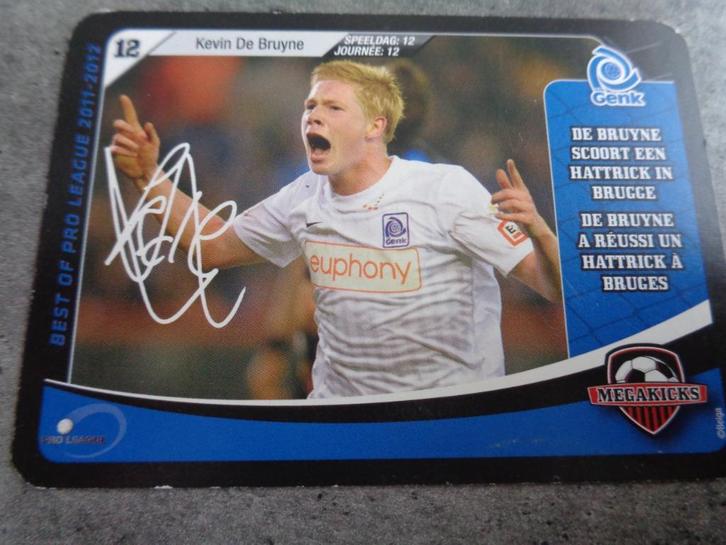 12
Kevin De Bruyne
SPEELDAG: 12
JOURNÉE: 12
BEST OF PRO LEAGUE 2011-2012
Genk
DE BRUYNE
SCOORT EEN
HATTRICK IN
BRUGGE
DE BRUYNE
A RÉUSSI UN
HATTRICK À
BRUGES
Genk
euphony
MEGAKICKS
PRO LEAGUE
©Belga